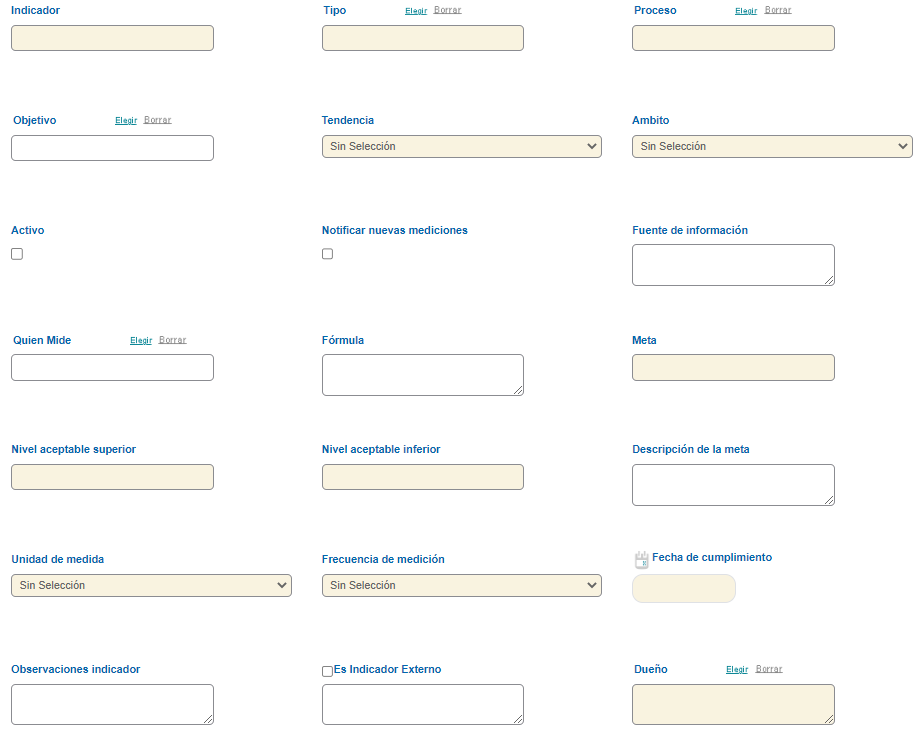 Indicador
Tipo Elegir Borrar
Proceso Elegir Borrar
Objetivo Elegir Borrar
Tendencia
Sin Selección
Ambito
Sin Selección
Activo
Notificar nuevas mediciones
Fuente de información
Quien Mide Elegir Borrar
Fórmula
Meta
Nivel aceptable superior
Nivel aceptable inferior
Descripción de la meta
Unidad de medida
Sin Selección
Frecuencia de medición
Sin Selección
Fecha de cumplimiento
Observaciones indicador
Es Indicador Externo
Dueño Elegir Borrar